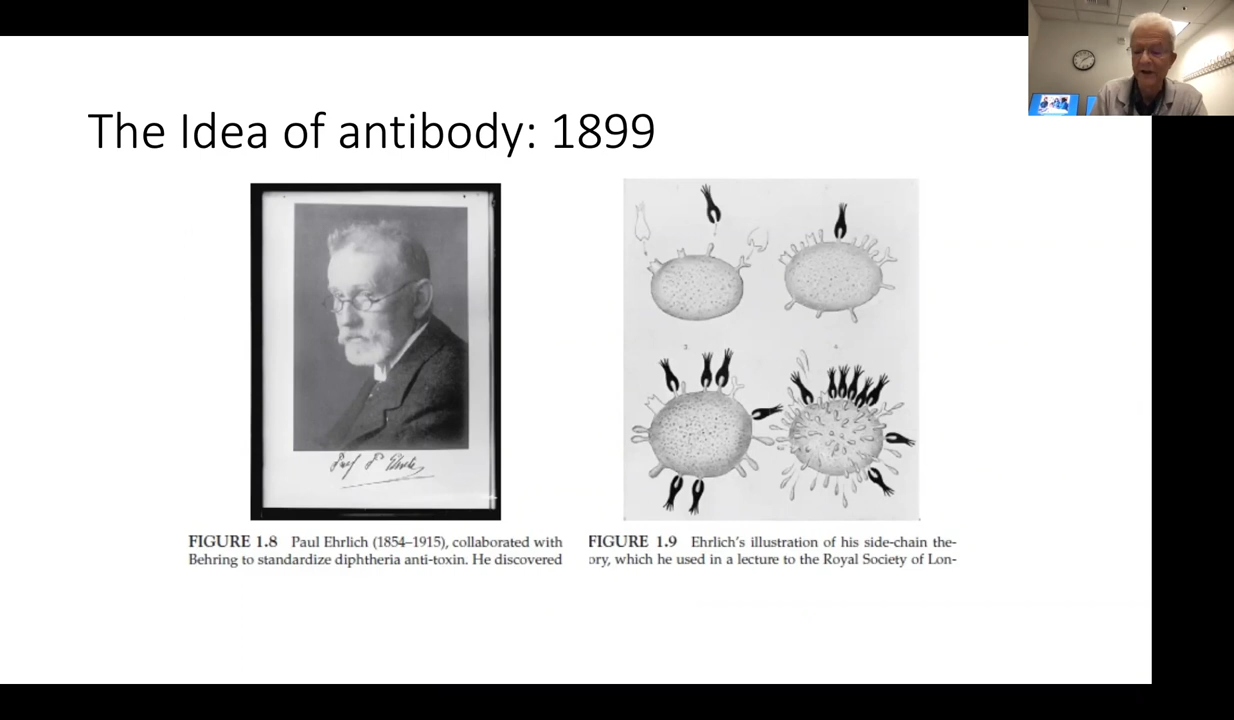 The Idea of antibody: 1899
FIGURE 1.8 Paul Ehrlich (1854–1915), collaborated with
Behring to standardize diphtheria anti-toxin. He discovered
FIGURE 1.9 Ehrlich's illustration of his side-chain the-
ory, which he used in a lecture to the Royal Society of Lon-